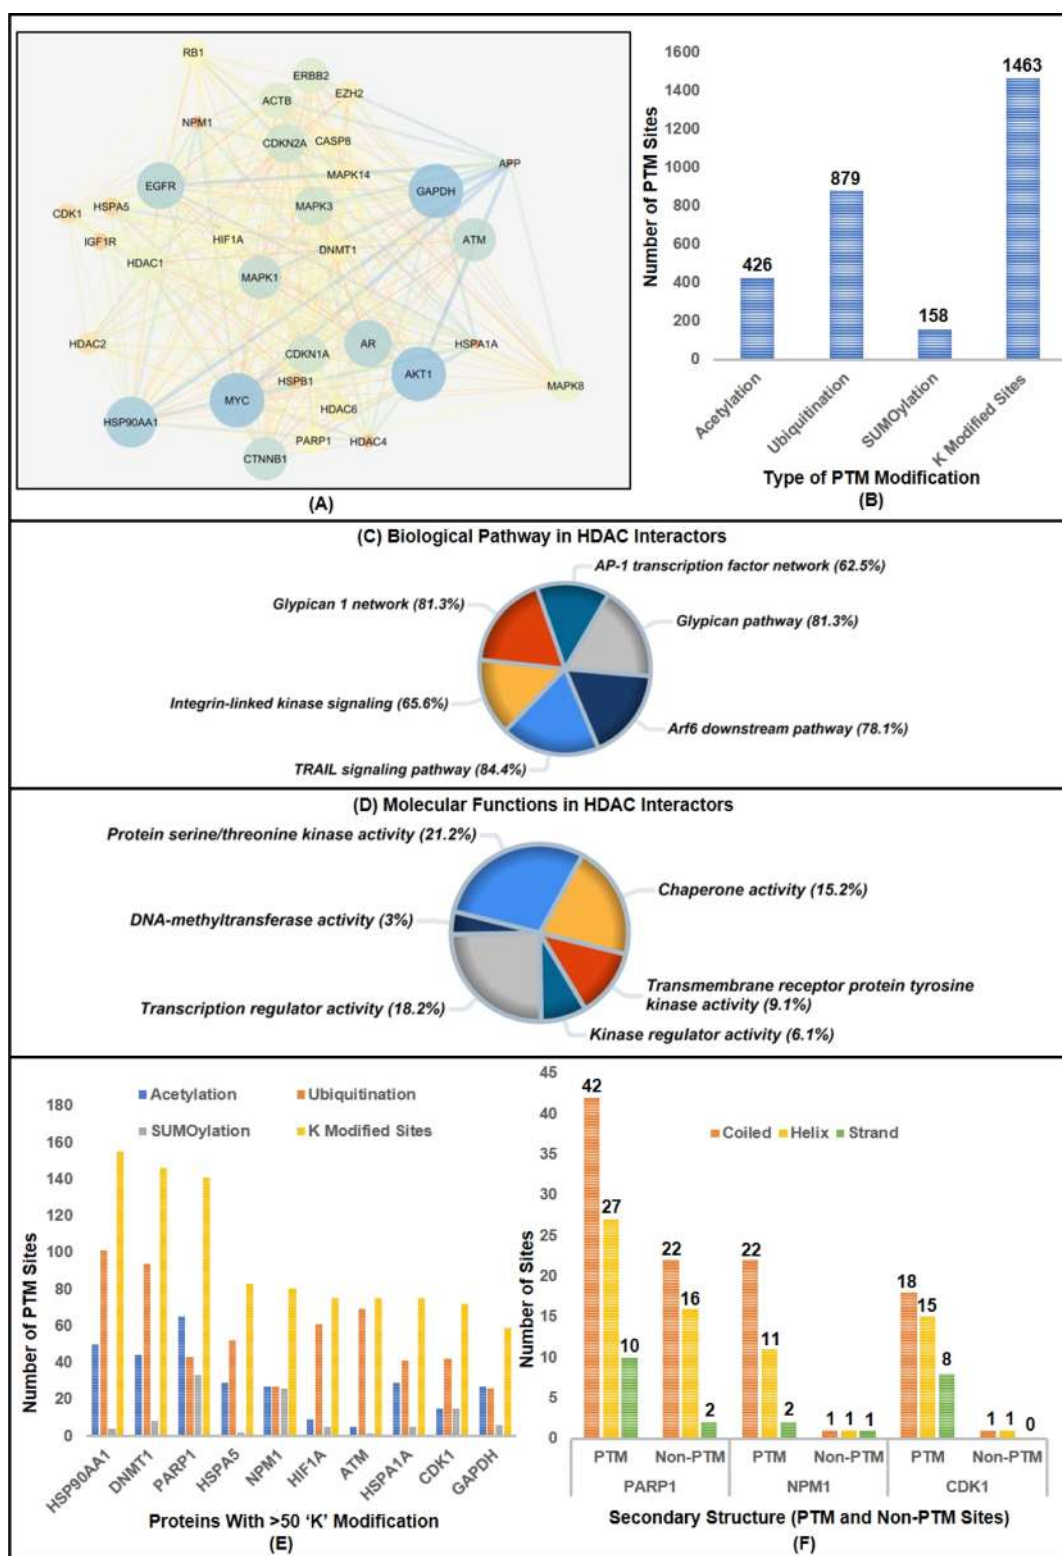 RB1
ERBB2
ACTB
EZH2
NPM1
CDKN2A
CASP8
APP
MAPK14
EGFR
GAPDH
HSPA5
MAPK3
CDK1
IGF1R
HIF1A
ATM
DNMT1
HDAC1
MAPK1
HDAC2
AR
HSPA1A
CDKN1A
HSPB1
AKT1
MAPK8
MYC
HDAC6
HSP90AA1
PARP1
HDAC4
CTNNB1
(A)
Number of PTM Sites
1600
1400
1200
1000
800
600
400
200
0
426
879
158
1463
Acetylation
Ubiquitination
SUMOylation
K Modified Sites
Type of PTM Modification
(B)
(C) Biological Pathway in HDAC Interactors
AP-1 transcription factor network (62.5%)
Glypican 1 network (81.3%)
Glypican pathway (81.3%)
Integrin-linked kinase signaling (65.6%)
Arf6 downstream pathway (78.1%)
TRAIL signaling pathway (84.4%)
(D) Molecular Functions in HDAC Interactors
Protein serine/threonine kinase activity (21.2%)
Chaperone activity (15.2%)
DNA-methyltransferase activity (3%)
Transmembrane receptor protein tyrosine
kinase activity (9.1%)
Transcription regulator activity (18.2%)
Kinase regulator activity (6.1%)
Acetylation
Ubiquitination
SUMOylation
K Modified Sites
Number of PTM Sites
180
160
140
120
100
80
60
40
20
0
HSP90AA1
DNMT1
PARP1
HSPA5
NPM1
HIF1A
ATM
HSPA1A
CDK1
GAPDH
Proteins With >50 ‘K’ Modification
(E)
Number of Sites
45
40
35
30
25
20
15
10
5
0
Coiled
Helix
Strand
42
27
10
22
16
2
22
11
2
1
1
1
18
15
8
1
1
0
PTM
Non-PTM
PTM
Non-PTM
PTM
Non-PTM
PARP1
NPM1
CDK1
Secondary Structure (PTM and Non-PTM Sites)
(F)